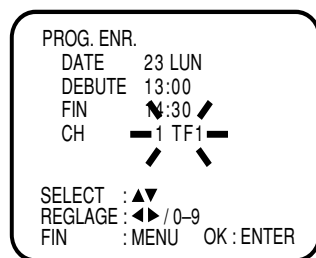 PROG. ENR.
DATE 23 LUN
DEBUTE 13:00
FIN 14:30
CH 1 TF1
SELECT : ▲▼
REGLAGE : ◀▶ / 0–9
FIN : MENU OK : ENTER